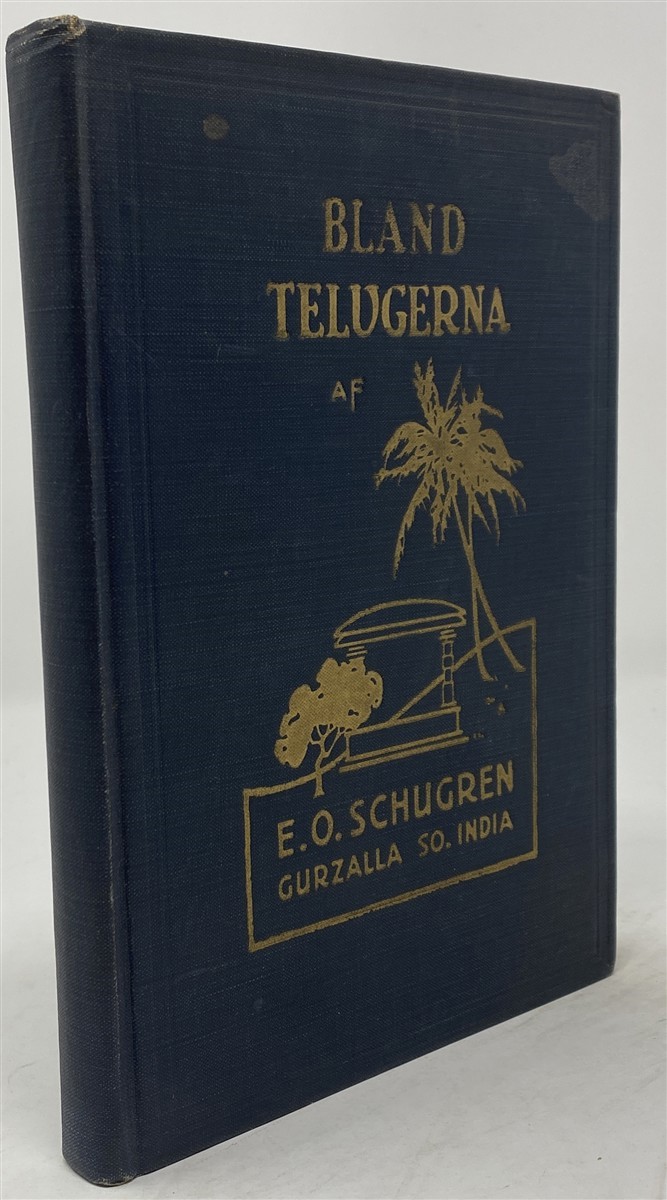 BLAND
TELUGERNA
AF
E. O. SCHUGREN
GURZALLA SO. INDIA